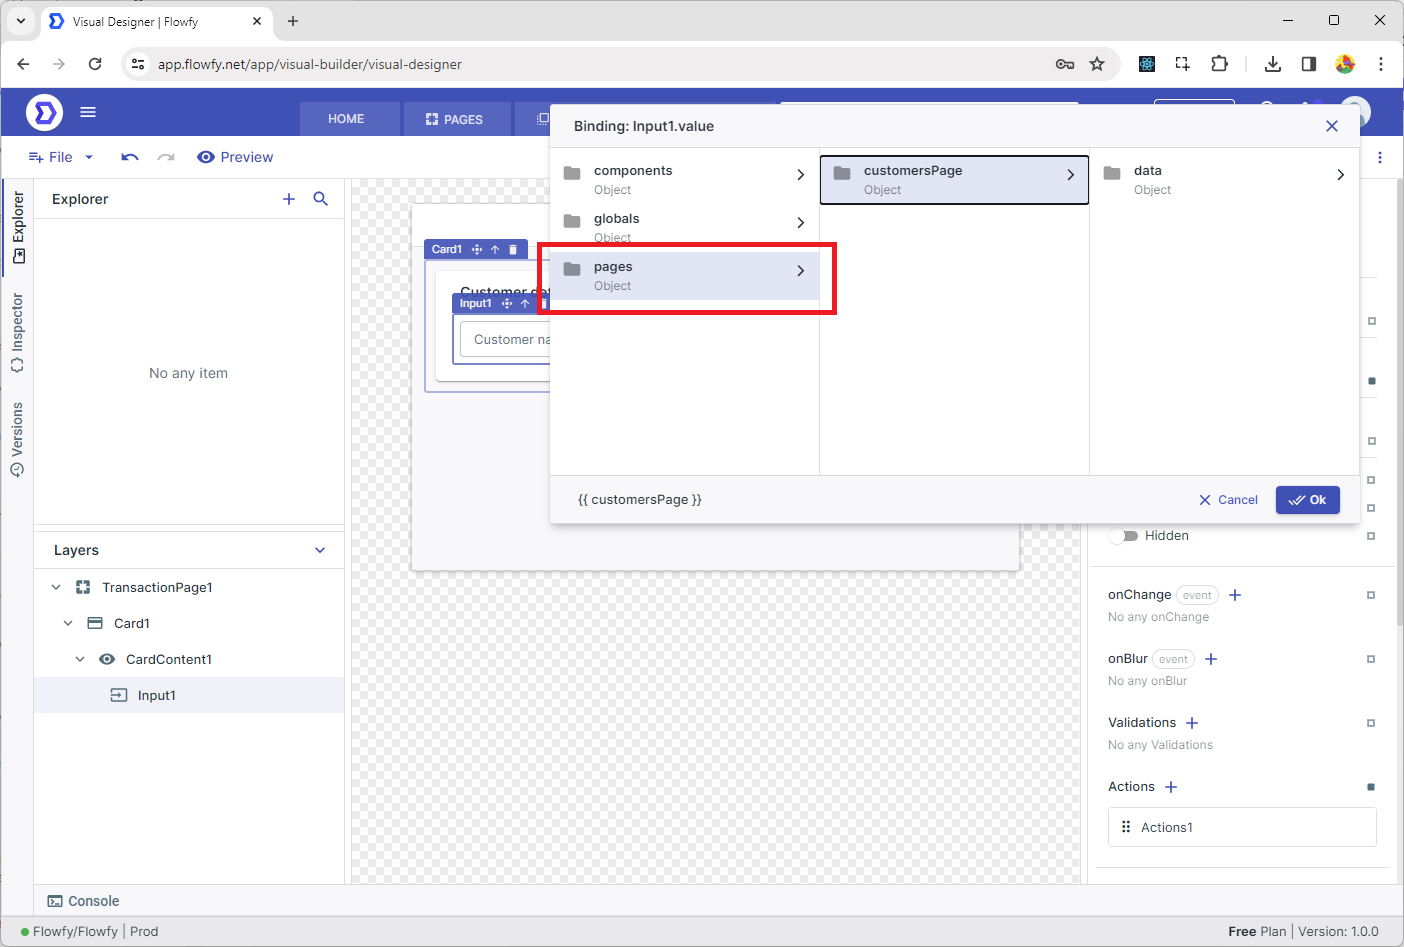 Visual Designer | Flowfy
app.flowfy.net/app/visual-builder/visual-designer
HOME
PAGES
File
Preview
Binding: Input1.value
Explorer
Explorer
Inspector
Versions
No any item
Card1
Input1
Customer na
components
Object
globals
Object
pages
Object
customersPage
Object
data
Object
{{ customersPage }}
Cancel
Ok
Layers
TransactionPage1
Card1
CardContent1
Input1
Hidden
onChange event
No any onChange
onBlur event
No any onBlur
Validations
No any Validations
Actions
Actions1
Console
Flowfy/Flowfy | Prod
Free Plan | Version: 1.0.0